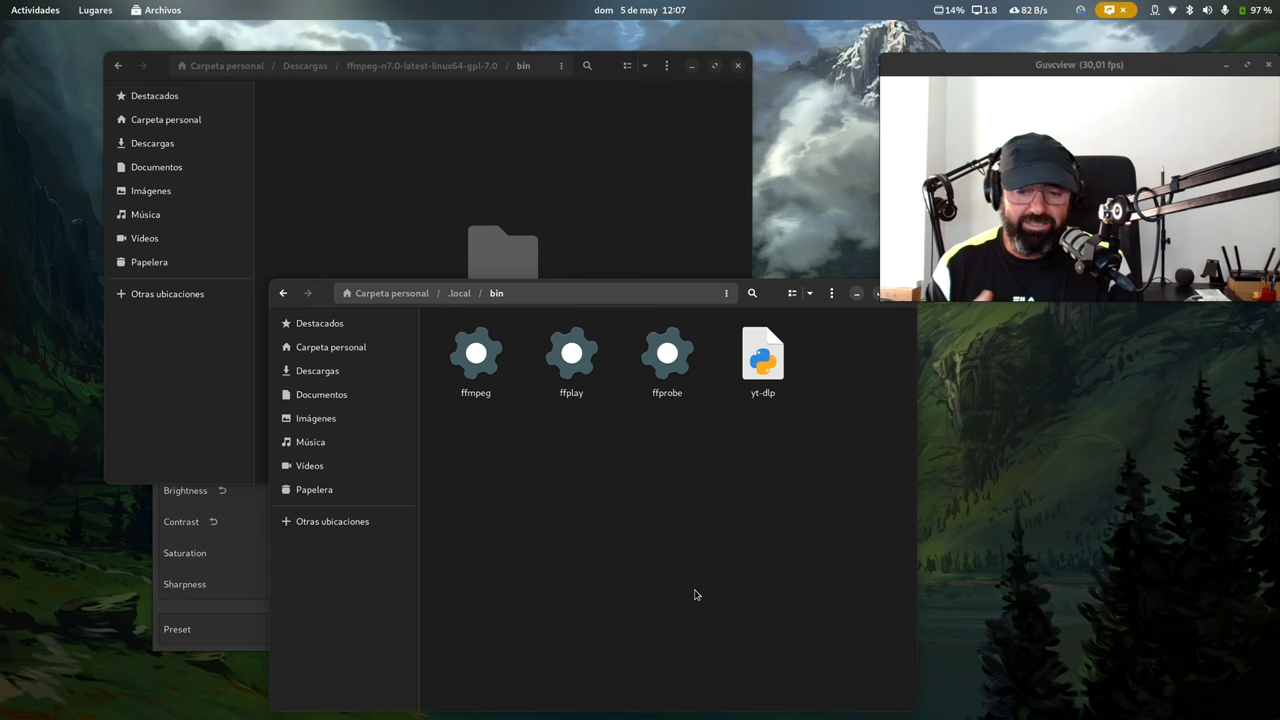 Actividades Lugares Archivos dom 5 de may 12:07 14% 1.8 82 B/s 97 %
Carpeta personal / Descargas / ffmpeg-n7.0-latest-linux64-gpl-7.0 / bin
Destacados
Carpeta personal
Descargas
Documentos
Imágenes
Música
Vídeos
Papelera
Otras ubicaciones
Guvcview (30,01 fps)
Carpeta personal / .local / bin
Destacados
Carpeta personal
Descargas
Documentos
Imágenes
Música
Vídeos
Papelera
Otras ubicaciones
ffmpeg ffplay ffprobe yt-dlp
Brightness
Contrast
Saturation
Sharpness
Preset